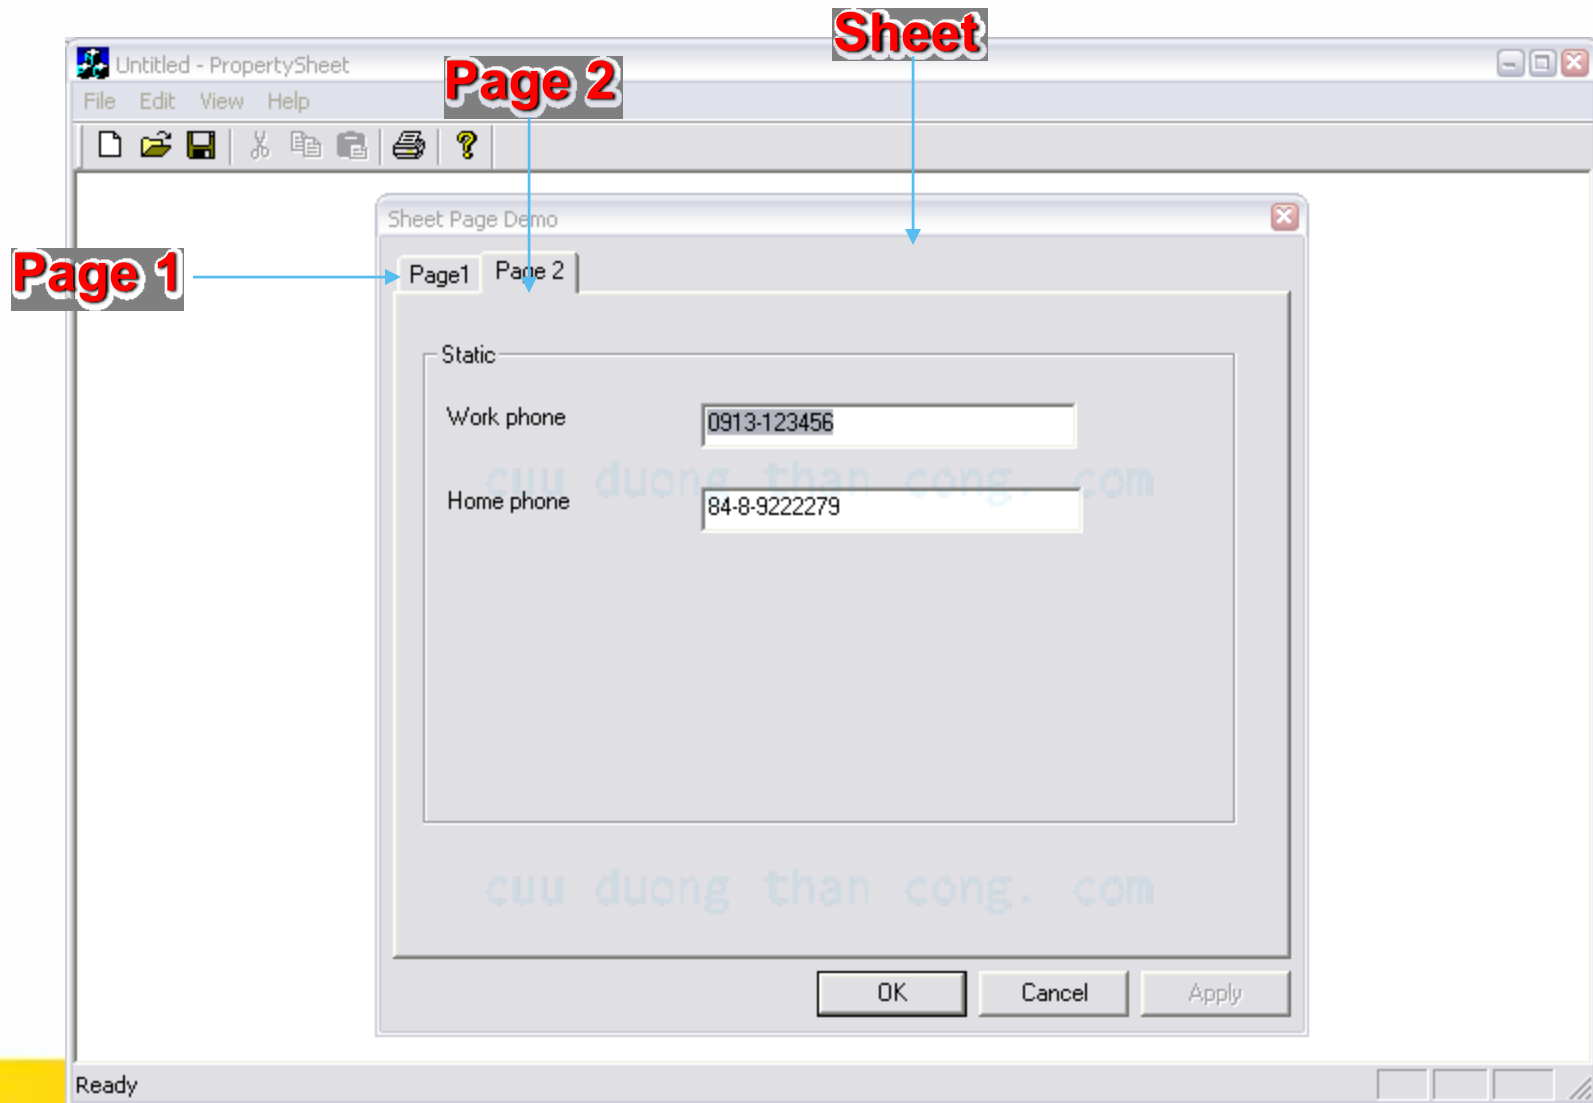 Sheet
Untitled - PropertySheet
Page 2
File Edit View Help
Sheet Page Demo
Page 1
Page1 Page 2
Static
Work phone 0913-123456
cuu duong than cong. com
Home phone 84-8-9222279
cuu duong than cong. com
OK Cancel Apply
Ready